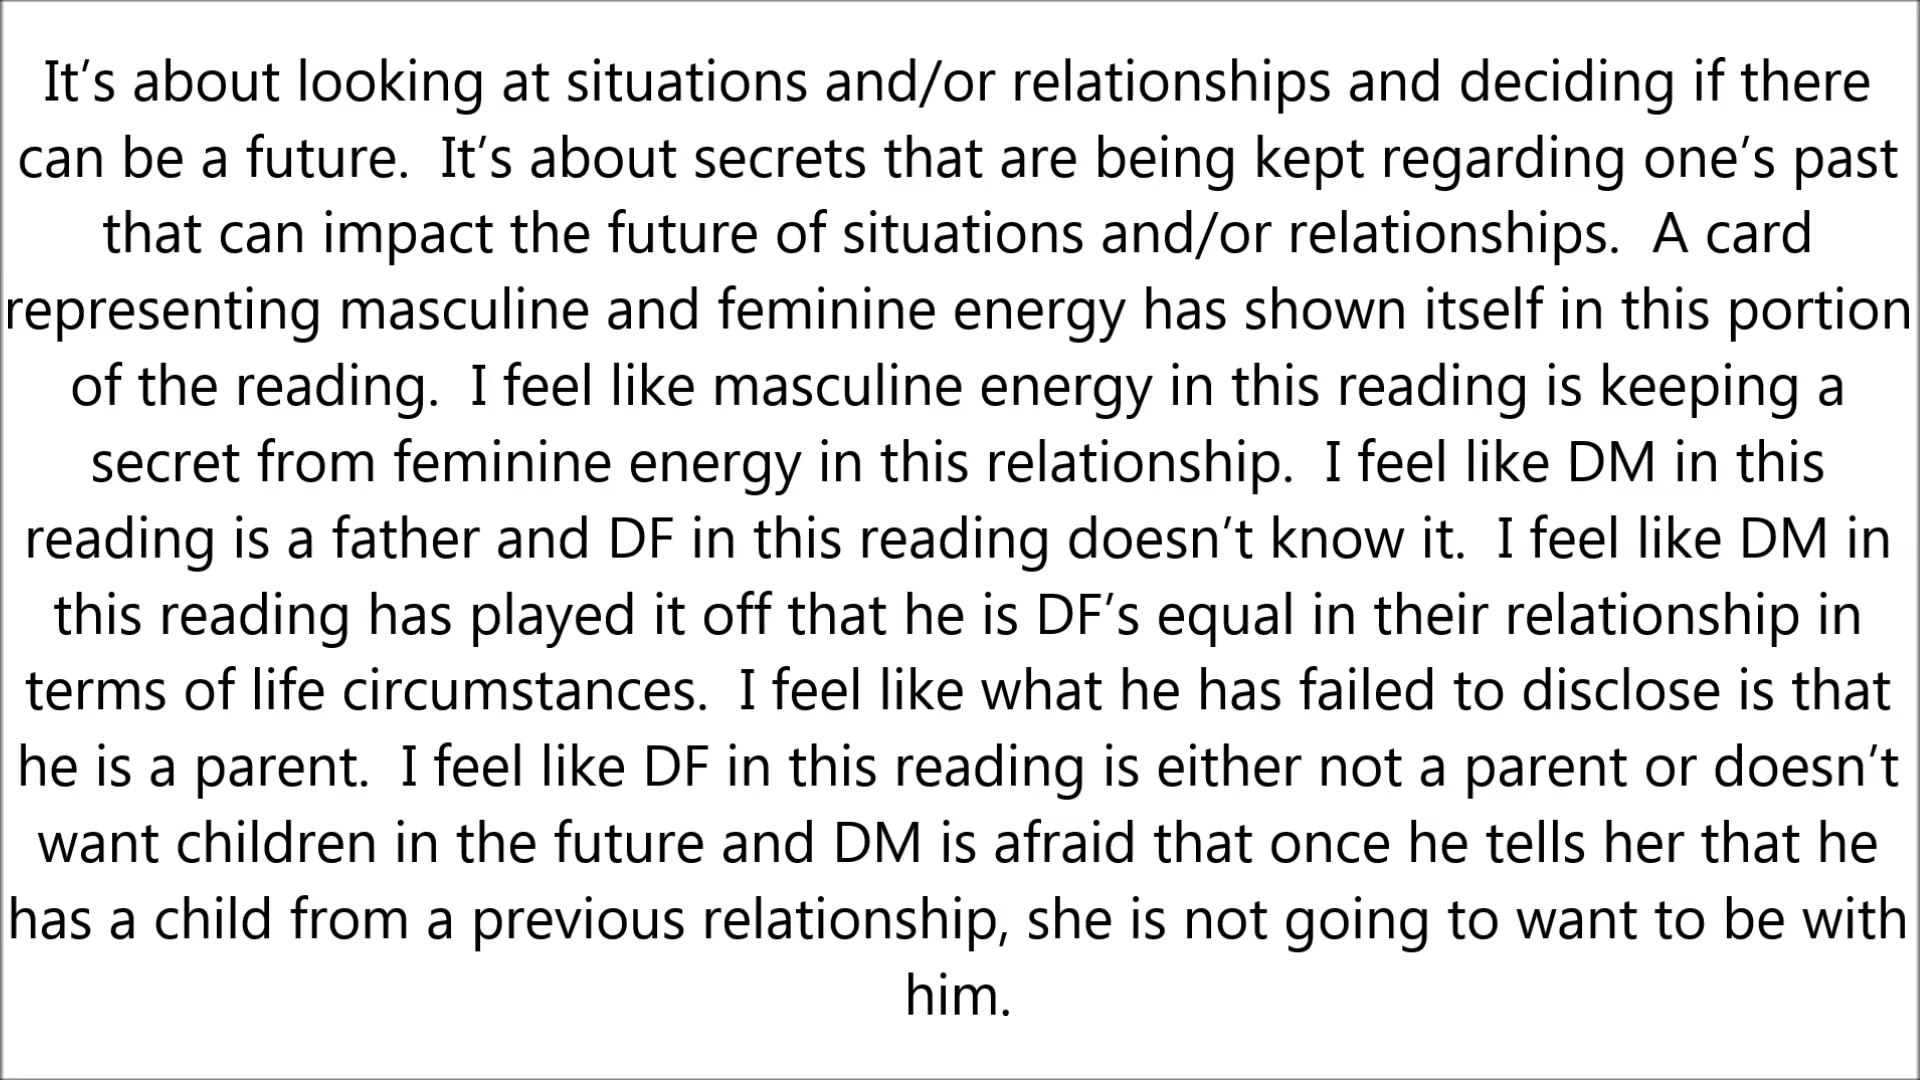 It’s about looking at situations and/or relationships and deciding if there
can be a future.  It’s about secrets that are being kept regarding one’s past
that can impact the future of situations and/or relationships.  A card
representing masculine and feminine energy has shown itself in this portion
of the reading.  I feel like masculine energy in this reading is keeping a
secret from feminine energy in this relationship.  I feel like DM in this
reading is a father and DF in this reading doesn’t know it.  I feel like DM in
this reading has played it off that he is DF’s equal in their relationship in
terms of life circumstances.  I feel like what he has failed to disclose is that
he is a parent.  I feel like DF in this reading is either not a parent or doesn’t
want children in the future and DM is afraid that once he tells her that he
has a child from a previous relationship, she is not going to want to be with
him.